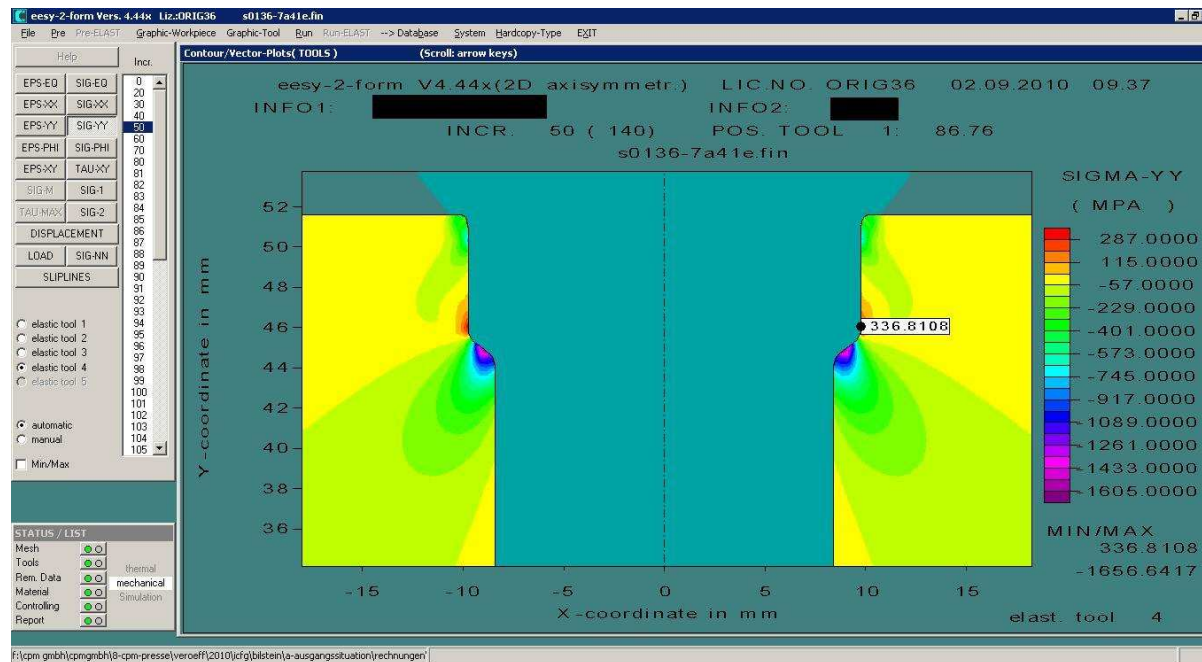 eesy-2-form Vers. 4.44x Liz.:ORIG36 s0136-7a41e.fin
File Pre Pre-ELAST Graphic-Workpiece Graphic-Tool Run Run-ELAST --> DataBase System Hardcopy-Type EXIT
Help
Incr.
EPS-EQ SIG-EQ
EPS-XX SIG-XX
EPS-YY SIG-YY
EPS-PHI SIG-PHI
EPS-XY TAU-XY
SIG-M SIG-1
TAU-MAX SIG-2
DISPLACEMENT
LOAD SIG-NN
SLIPLINES
0
20
30
40
50
60
70
80
81
82
83
84
85
86
87
88
89
90
91
92
93
94
95
96
97
98
99
100
101
102
103
104
105
elastic tool 1
elastic tool 2
elastic tool 3
elastic tool 4
elastic tool 5
automatic
manual
Min/Max
STATUS / LIST
Mesh
Tools
Rem. Data
Material
Controlling
Report
thermal
mechanical
Simulation
Contour/Vector-Plots( TOOLS ) (Scroll: arrow keys)
eesy-2-form V4.44x(2D axisymmetr.) LIC.NO. ORIG36 02.09.2010 09.37
INFO1: INFO2:
INCR. 50 ( 140) POS. TOOL 1: 86.76
s0136-7a41e.fin
Y-coordinate in mm
52
50
48
46
44
42
40
38
36
336.8108
-15 -10 -5 0 5 10 15
X-coordinate in mm
SIGMA-YY
( MPA )
287.0000
115.0000
-57.0000
-229.0000
-401.0000
-573.0000
-745.0000
-917.0000
-1089.0000
-1261.0000
-1433.0000
-1605.0000
MIN/MAX
336.8108
-1656.6417
elast. tool 4
f:\cpm gmbh\cpmgmbh\8-cpm-presse\veroeff\2010\icfg\bilstein\a-ausgangssituation\rechnungen'